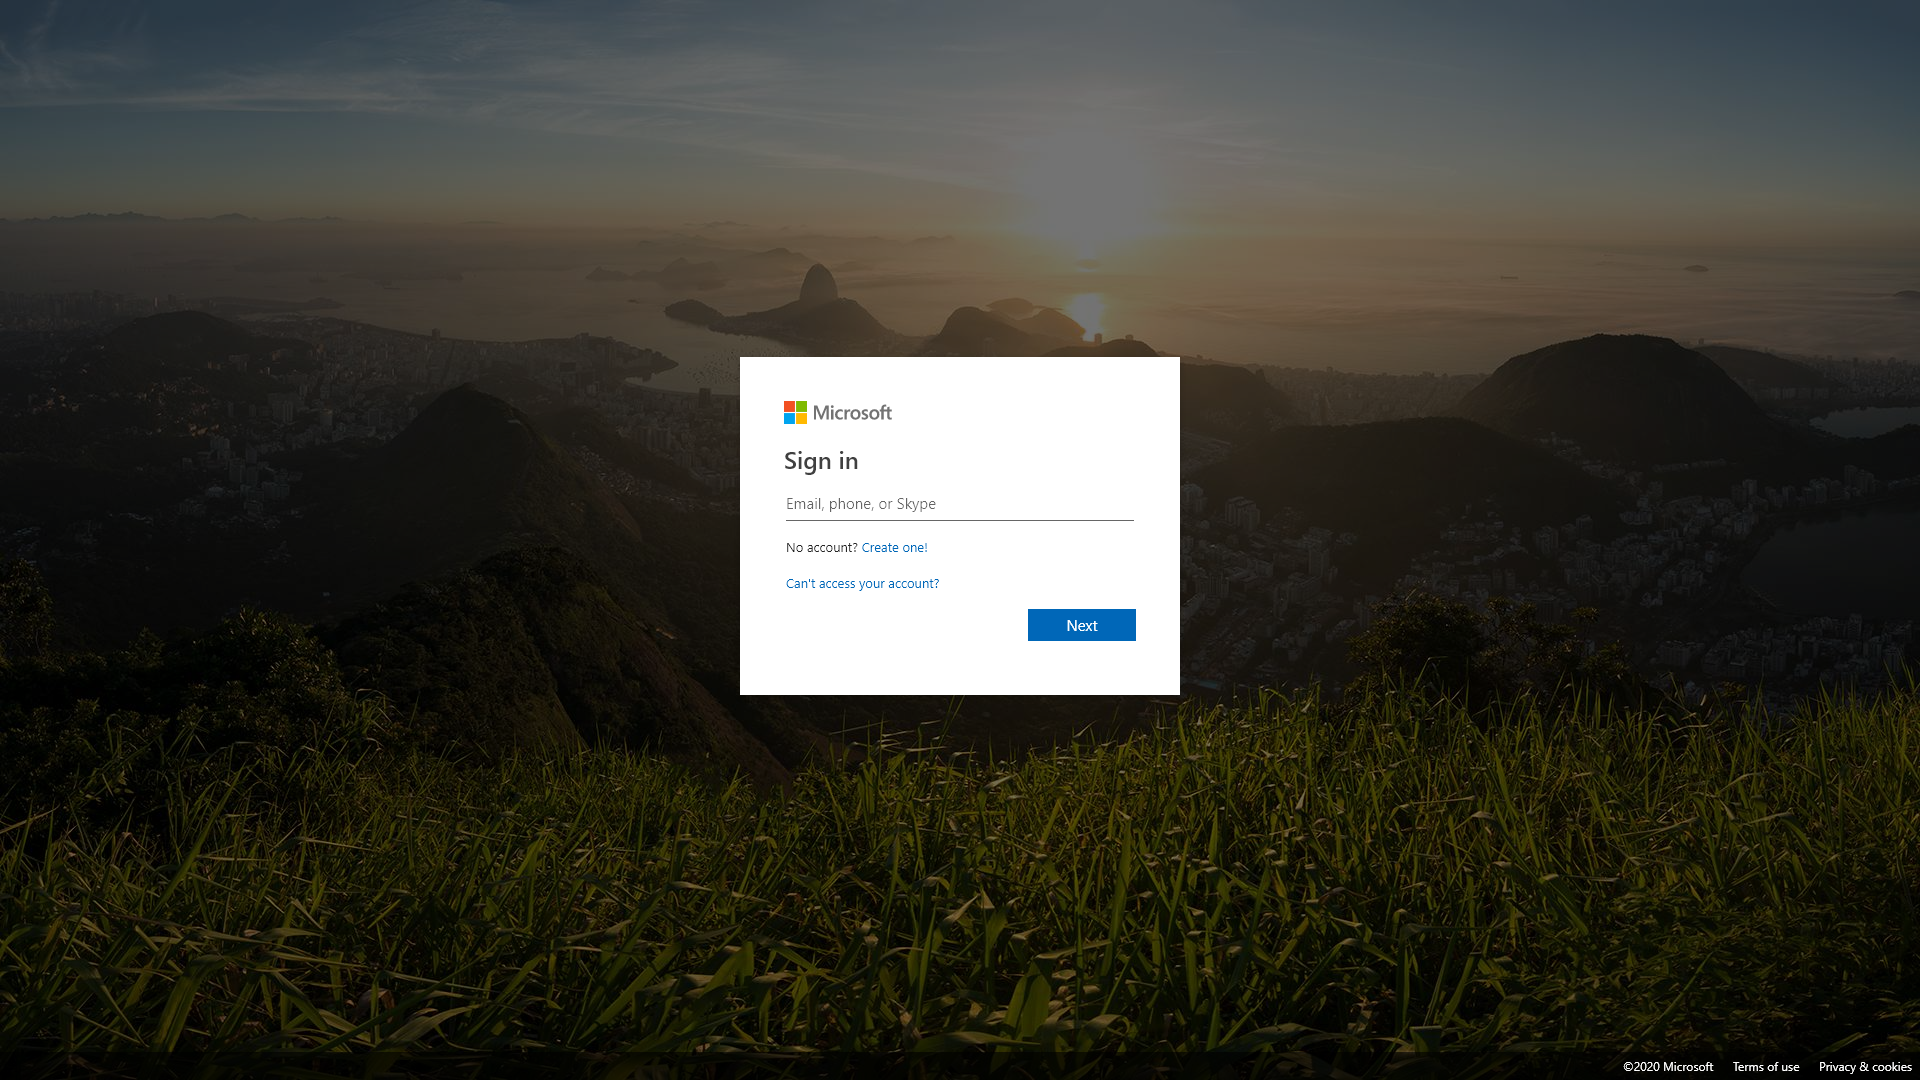 Microsoft
Sign in
Email, phone, or Skype
No account? Create one!
Can't access your account?
Next
©2020 Microsoft Terms of use Privacy & cookies